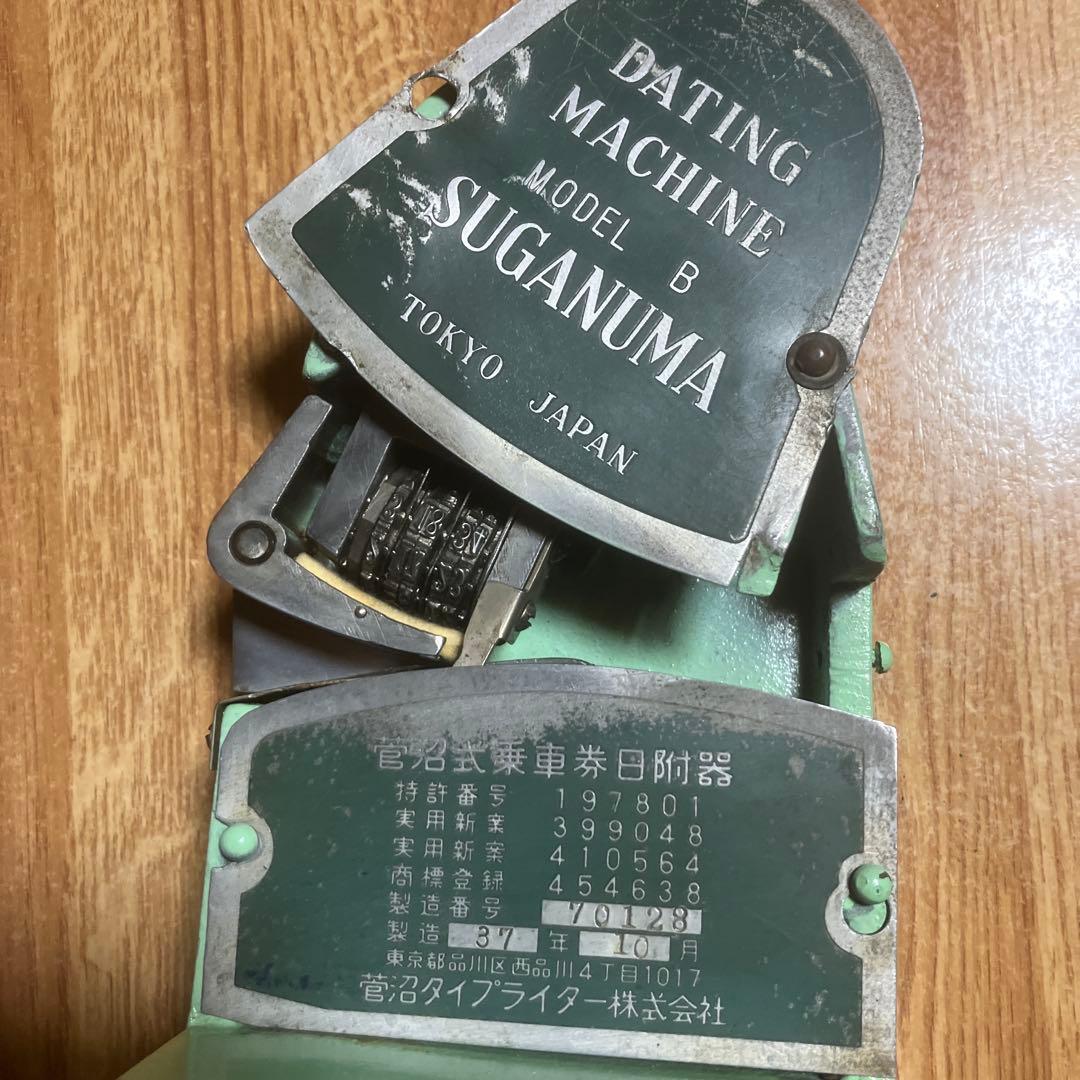 DATING
MACHINE
MODEL B
SUGANUMA
TOKYO JAPAN
菅沼式乗車券日附器
特許番号 197801
実用新案 399048
実用新案 410564
商標登録 454638
製造番号 70128
製造 37 年 10 月
東京都品川区西品川4丁目1017
菅沼タイプライター株式会社